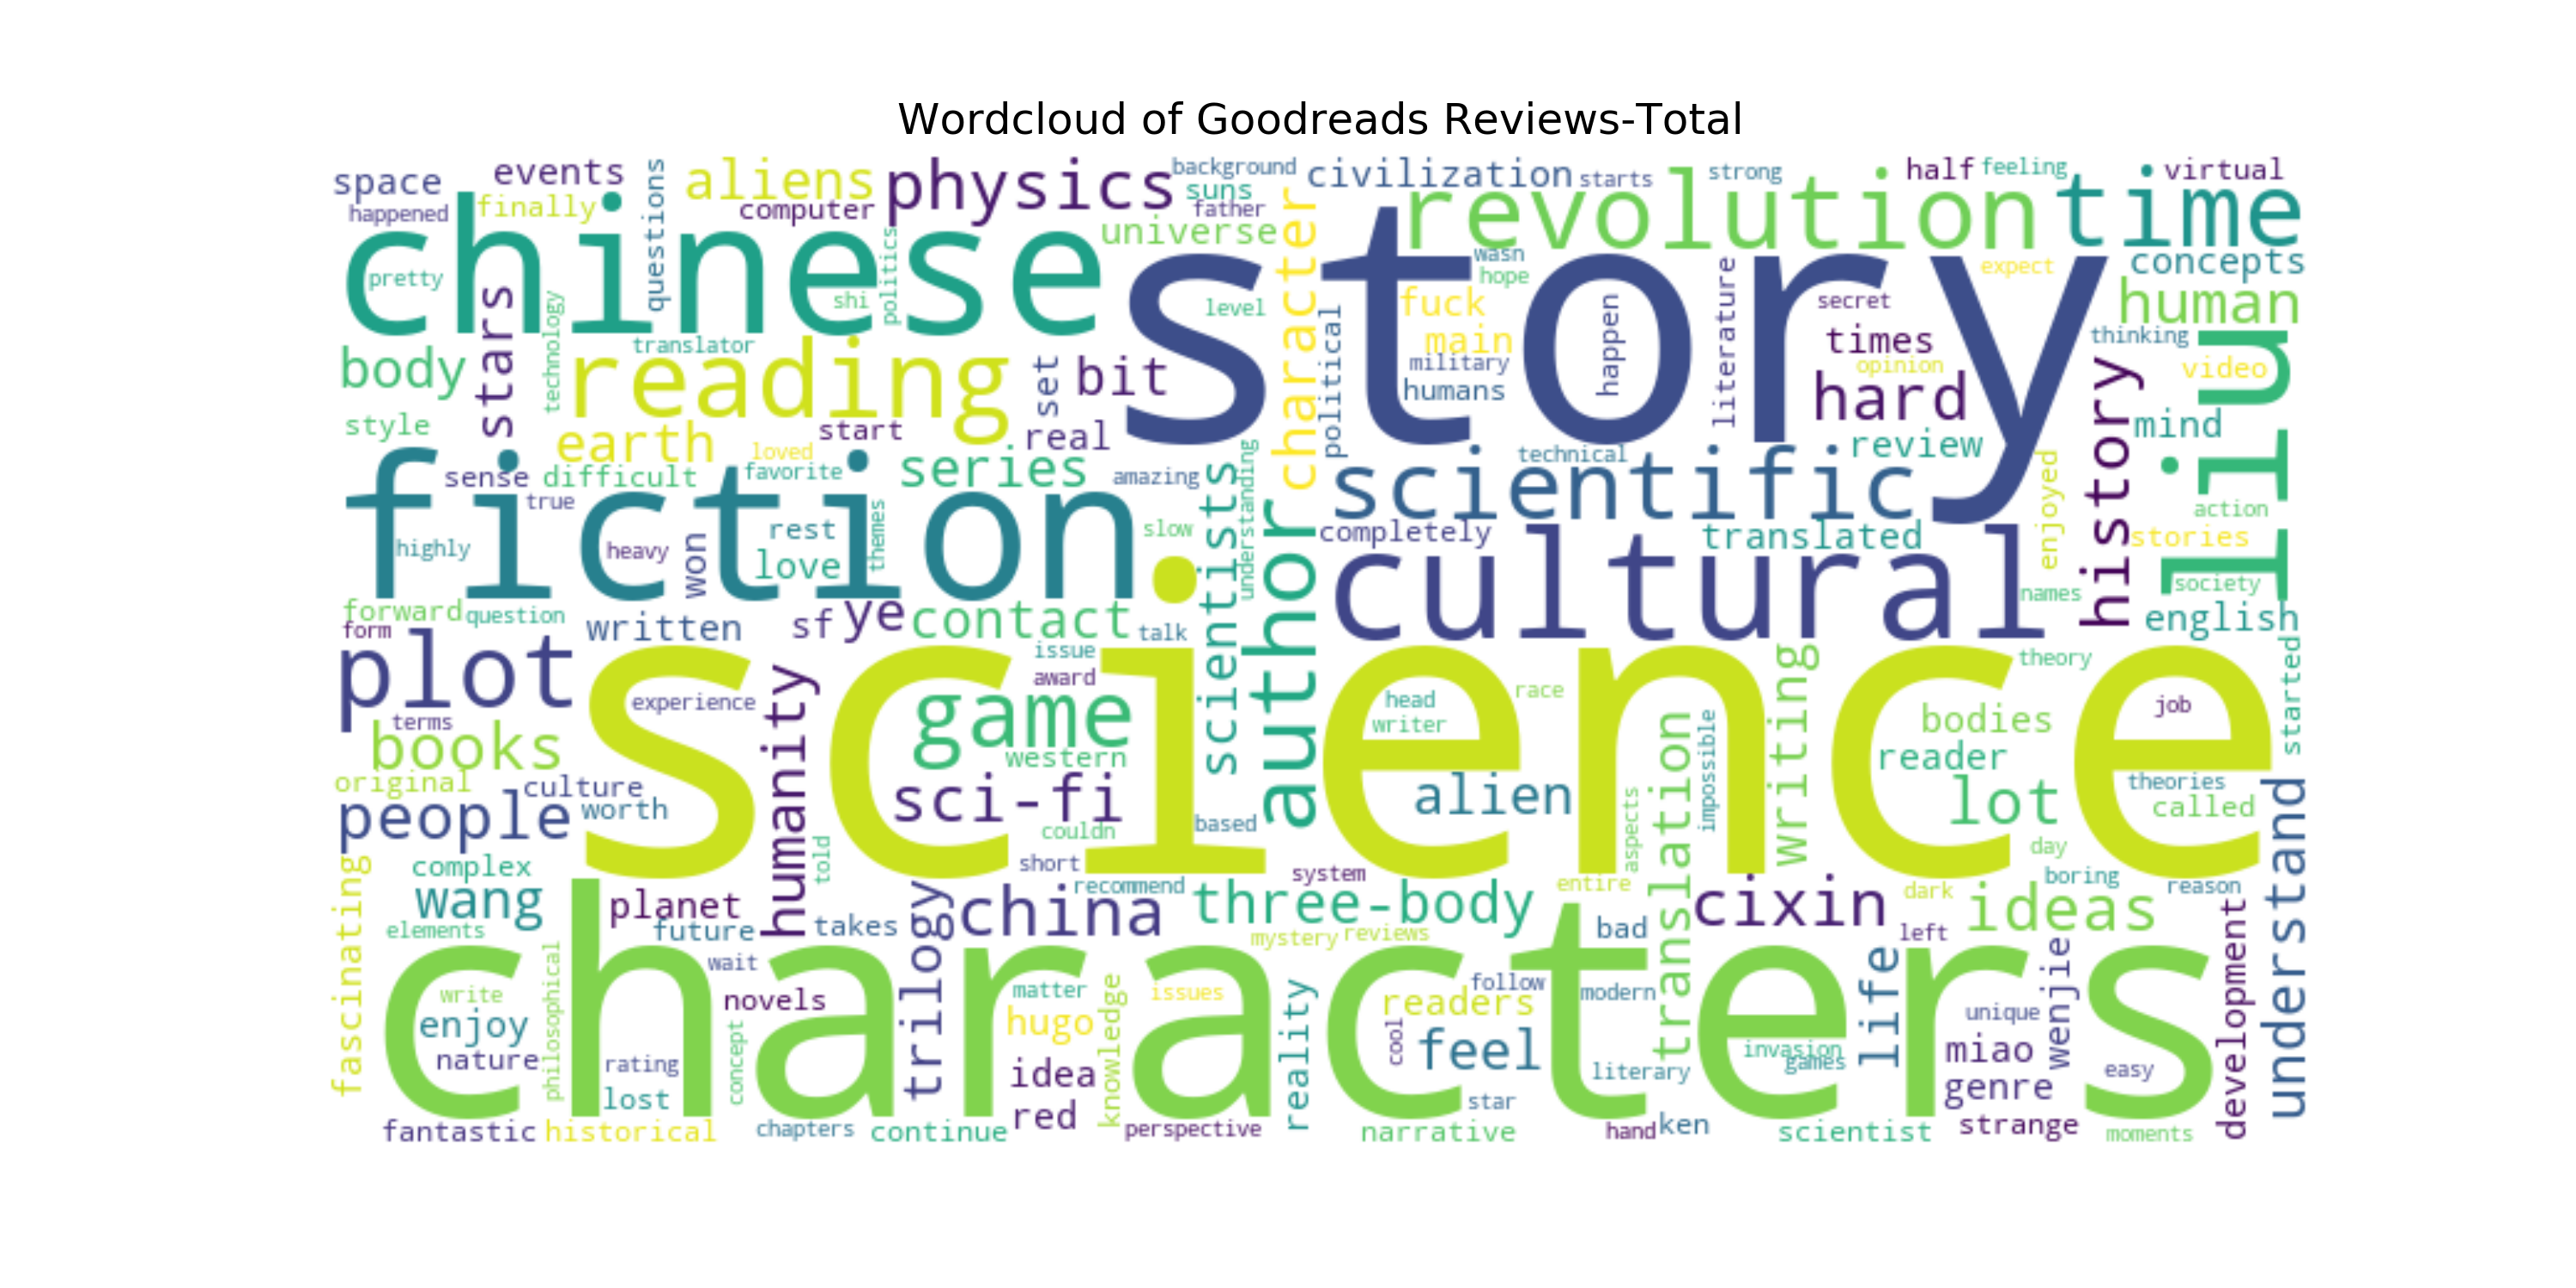 Wordcloud of Goodreads Reviews-Total
space
events
questions
aliens
physics
background
civilization
starts
strong
half
feeling
virtual
happened
finally
computer
suns
father
revolution
time
chinese
universe
character
story
wasn
hope
expect
concepts
pretty
stars
technology
shi
politics
level
political
fuck
happen
literature
secret
human
translator
main
times
thinking
liu
body
reading
set
bit
military
humans
opinion
hard
history
video
style
earth
loved
start
real
review
mind
fiction
sense
difficult
favorite
series
amazing
understanding
scientists
scientific
technical
enjoyed
action
true
highly
heavy
won
rest
love
themes
slow
.
author
completely
translated
stories
cultural
names
society
forward
question
form
written
sf
ye
contact
talk
english
plot
science
issue
theory
started
terms
experience
humanity
award
game
head
writer
race
writing
bodies
job
books
western
translation
impossible
reader
original
culture
people
worth
sci-fi
couldn
based
alien
aspects
lot
theories
called
understand
fascinating
complex
told
short
system
day
wang
planet
recommend
three-body
entire
cixin
dark
boring
reason
ideas
elements
future
takes
trilogy
china
mystery
reviews
bad
left
characters
philosophical
wait
write
novels
matter
issues
knowledge
reality
follow
readers
modern
life
unique
wenjie
development
enjoy
concept
hugo
cool
feel
invasion
games
miao
nature
rating
idea
literary
easy
lost
red
star
genre
fantastic
historical
chapters
continue
perspective
narrative
hand
ken
scientist
strange
moments